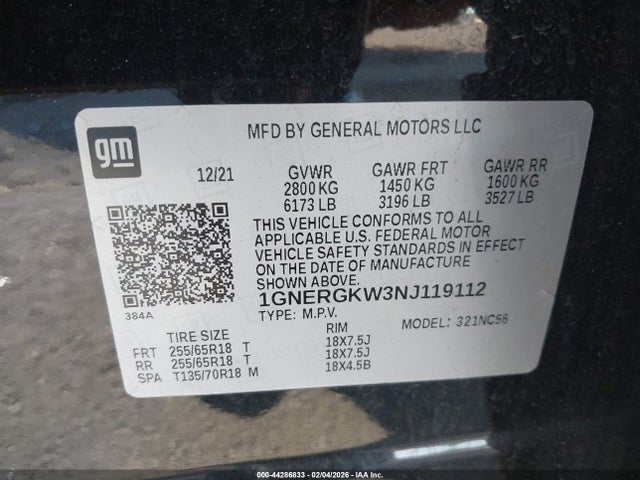 gm
MFD BY GENERAL MOTORS LLC
12/21 GVWR GAWR FRT GAWR RR
2800 KG 1450 KG 1600 KG
6173 LB 3196 LB 3527 LB
THIS VEHICLE CONFORMS TO ALL
APPLICABLE U.S. FEDERAL MOTOR
VEHICLE SAFETY STANDARDS IN EFFECT
ON THE DATE OF MANUFACTURE
SHOWN ABOVE.
1GNERGKW3NJ119112
384A
TYPE: M.P.V. MODEL: 321NC56
TIRE SIZE RIM
FRT 255/65R18 T 18X7.5J
RR 255/65R18 T 18X7.5J
SPA T135/70R18 M 18X4.5B
000-44286833 - 02/04/2026 - IAA Inc.